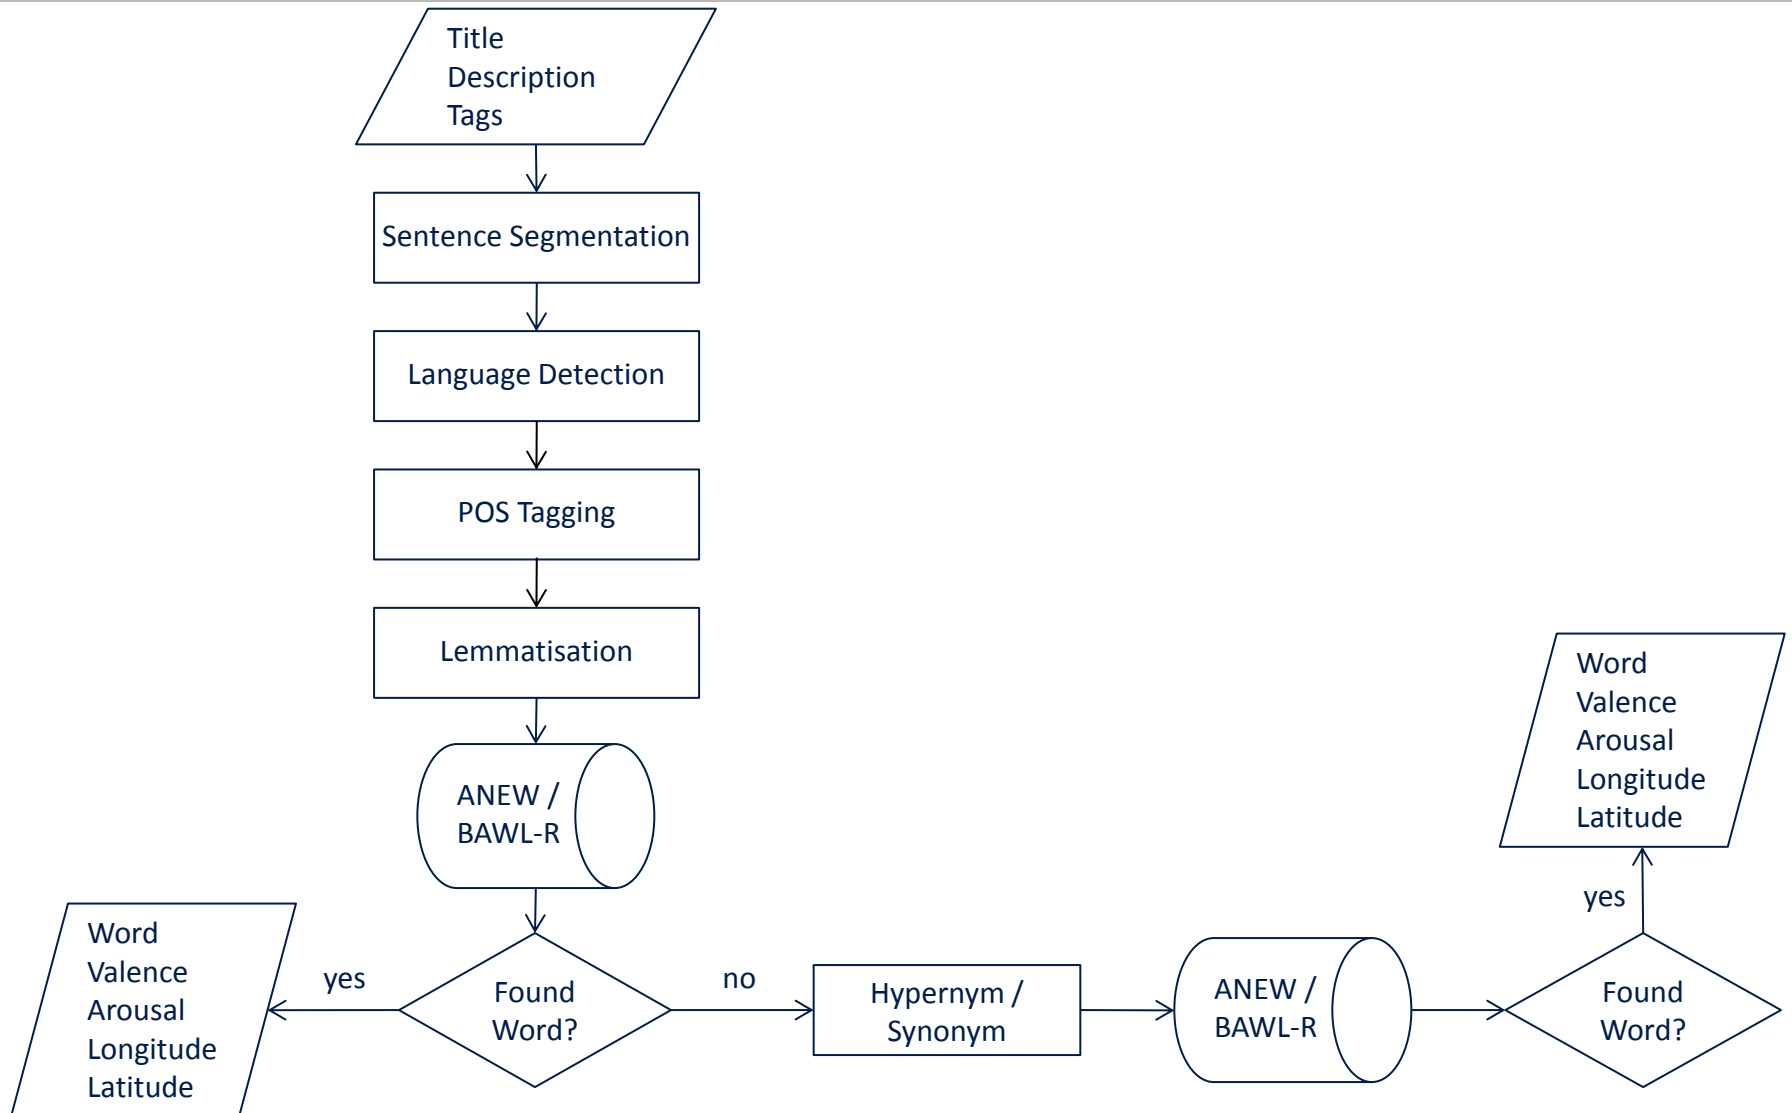 Title
Description
Tags
Sentence Segmentation
Language Detection
POS Tagging
Lemmatisation
ANEW /
BAWL-R
Found
Word?
yes
Word
Valence
Arousal
Longitude
Latitude
no
Hypernym /
Synonym
ANEW /
BAWL-R
Found
Word?
yes
Word
Valence
Arousal
Longitude
Latitude